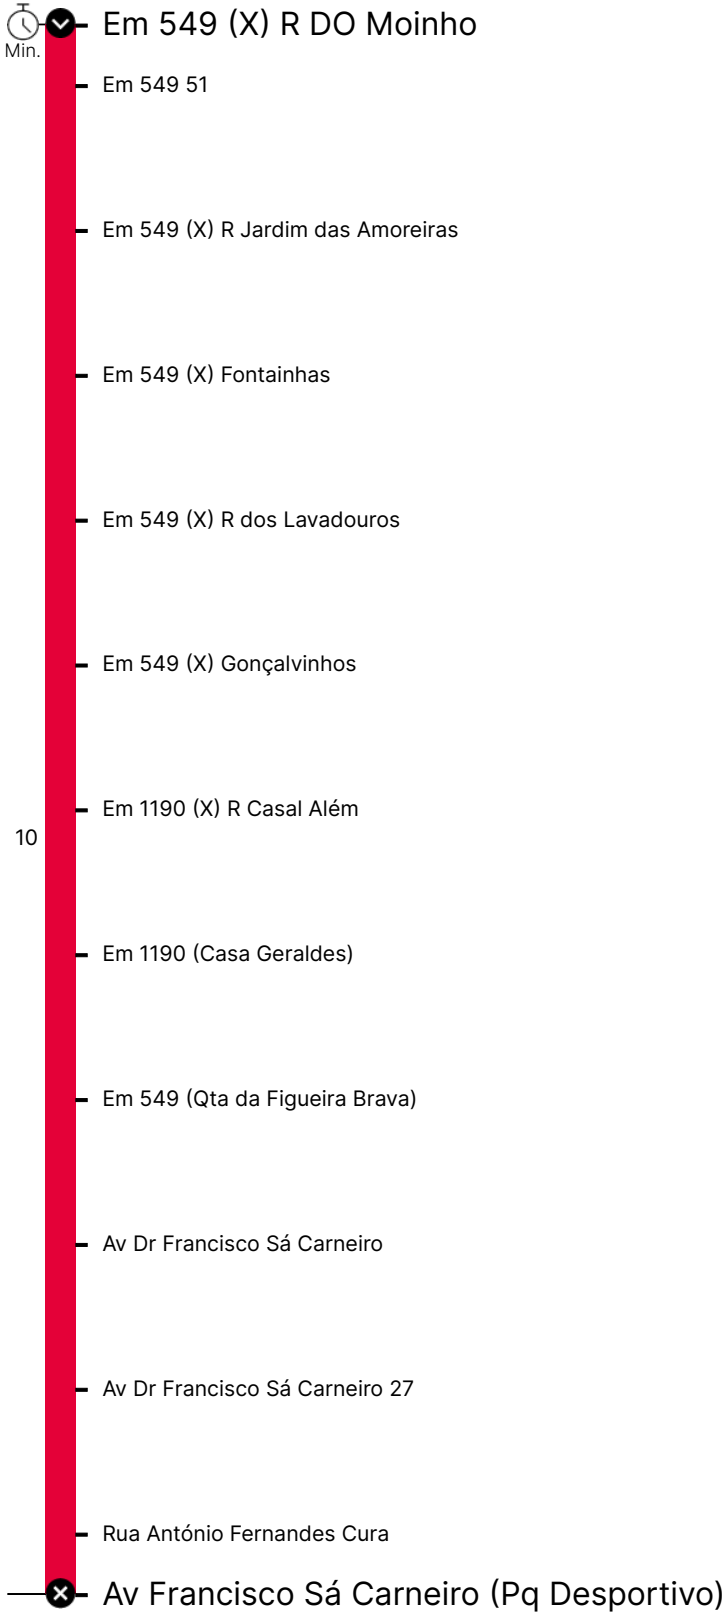 Em 549 (X) R DO Moinho
Min.
Em 549 51
Em 549 (X) R Jardim das Amoreiras
Em 549 (X) Fontainhas
Em 549 (X) R dos Lavadouros
Em 549 (X) Gonçalvinhos
Em 1190 (X) R Casal Além
10
Em 1190 (Casa Geraldes)
Em 549 (Qta da Figueira Brava)
Av Dr Francisco Sá Carneiro
Av Dr Francisco Sá Carneiro 27
Rua António Fernandes Cura
Av Francisco Sá Carneiro (Pq Desportivo)